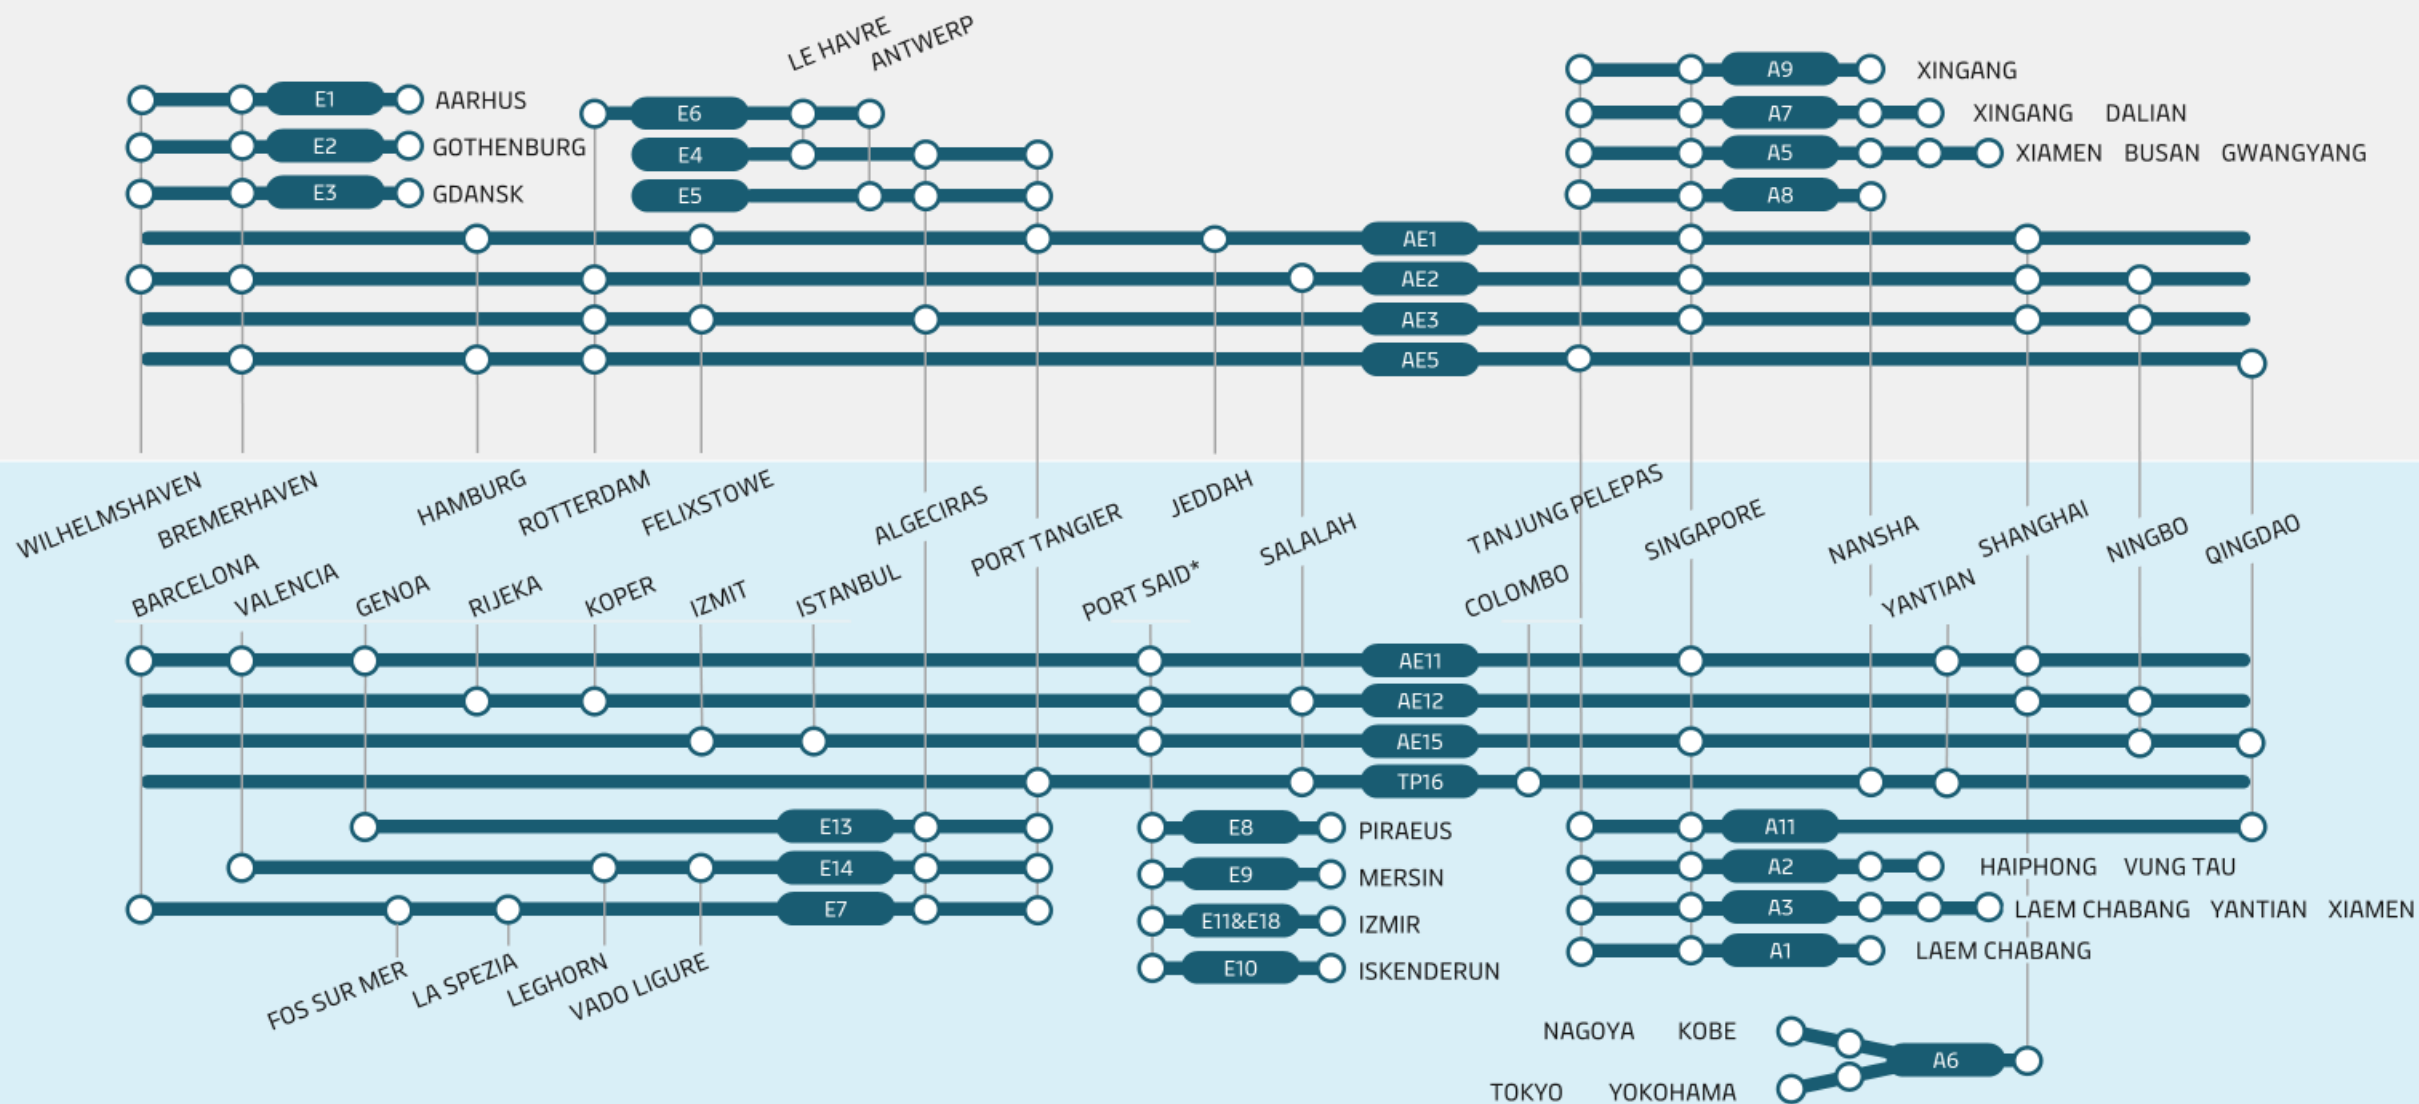 LE HAVRE
ANTWERP
A9 XINGANG
E1 AARHUS
E6
A7 XINGANG DALIAN
E2 GOTHENBURG
E4
A5 XIAMEN BUSAN GWANGYANG
E3 GDANSK
E5
A8
AE1
AE2
AE3
AE5
WILHELMSHAVEN
BREMERHAVEN
HAMBURG
ROTTERDAM
FELIXSTOWE
ALGECIRAS
PORT TANGIER
JEDDAH
SALALAH
TANJUNG PELEPAS
SINGAPORE
NANSHA
SHANGHAI
NINGBO
QINGDAO
BARCELONA
VALENCIA
GENOA
RIJEKA
KOPER
IZMIT
ISTANBUL
PORT SAID*
COLOMBO
YANTIAN
AE11
AE12
AE15
TP16
E13
E8 PIRAEUS
A11
E14
E9 MERSIN
A2 HAIPHONG VUNG TAU
E7
E11&E18 IZMIR
A3 LAEM CHABANG YANTIAN XIAMEN
E10 ISKENDERUN
A1 LAEM CHABANG
FOS SUR MER
LA SPEZIA
LEGHORN
VADO LIGURE
NAGOYA KOBE
A6
TOKYO YOKOHAMA